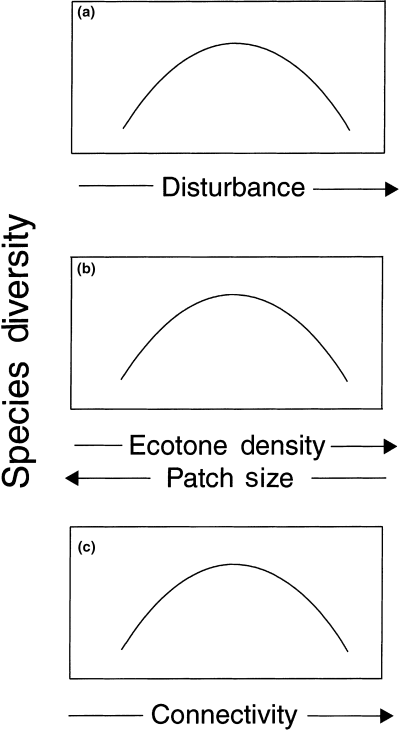 (a)
Disturbance
Species diversity
(b)
Ecotone density
Patch size
(c)
Connectivity